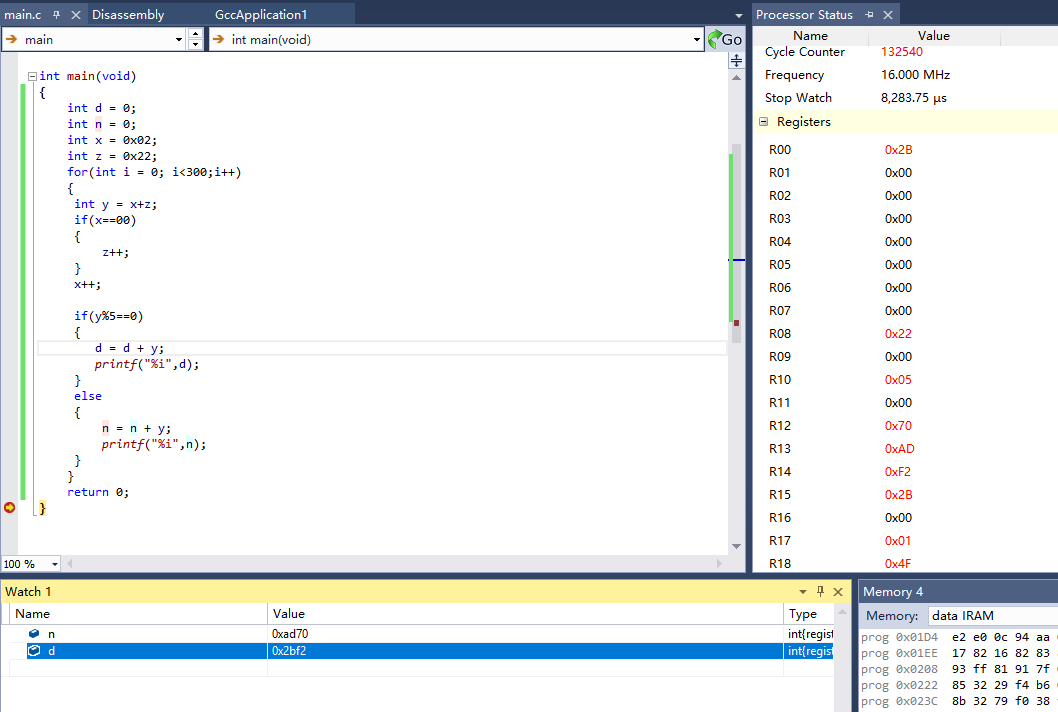 main.c Disassembly GccApplication1
main int main(void) Go
int main(void)
{
int d = 0;
int n = 0;
int x = 0x02;
int z = 0x22;
for(int i = 0; i<300;i++)
{
int y = x+z;
if(x==00)
{
z++;
}
x++;
if(y%5==0)
{
d = d + y;
printf("%i",d);
}
else
{
n = n + y;
printf("%i",n);
}
}
return 0;
}
100 %
Processor Status
Name Value
Cycle Counter 132540
Frequency 16.000 MHz
Stop Watch 8,283.75 µs
Registers
R00 0x2B
R01 0x00
R02 0x00
R03 0x00
R04 0x00
R05 0x00
R06 0x00
R07 0x00
R08 0x22
R09 0x00
R10 0x05
R11 0x00
R12 0x70
R13 0xAD
R14 0xF2
R15 0x2B
R16 0x00
R17 0x01
R18 0x4F
Watch 1
Name Value Type
n 0xad70 int{regist
d 0x2bf2 int{regist
Memory 4
Memory: data IRAM
prog 0x01D4 e2 e0 0c 94 aa
prog 0x01EE 17 82 16 82 83
prog 0x0208 93 ff 81 91 7f
prog 0x0222 85 32 29 f4 b6
prog 0x023C 8b 32 79 f0 38